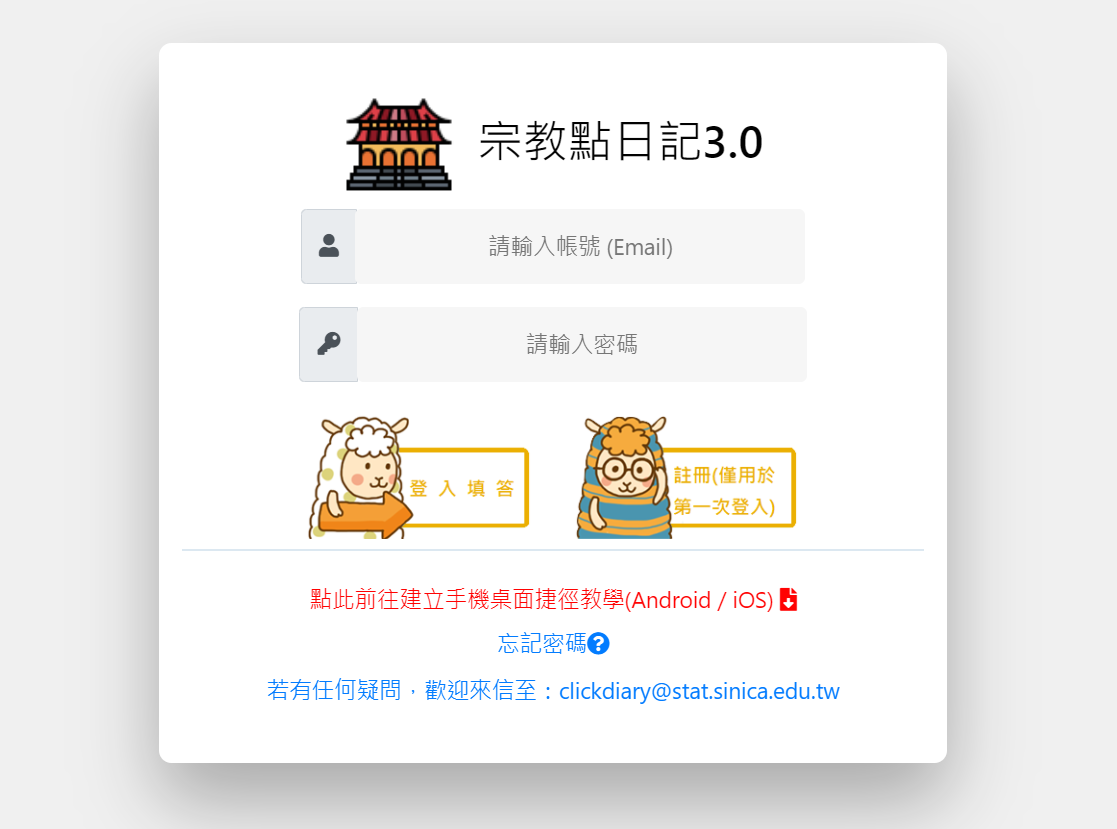 宗教點日記3.0
請輸入帳號 (Email)
請輸入密碼
登入填答
註冊(僅用於
第一次登入)
點此前往建立手機桌面捷徑教學(Android / iOS)
忘記密碼?
若有任何疑問，歡迎來信至：clickdiary@stat.sinica.edu.tw